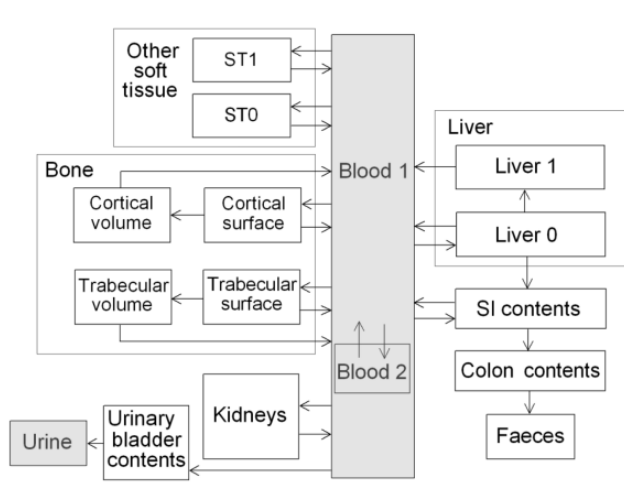 Other
soft
tissue
ST1
ST0
Blood 1
Liver
Liver 1
Liver 0
Bone
Cortical
volume
Cortical
surface
Trabecular
volume
Trabecular
surface
SI contents
Blood 2
Colon contents
Kidneys
Urine
Urinary
bladder
contents
Faeces